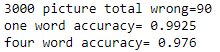 3000 picture total wrong=90
one word accuracy= 0.9925
four word accuracy= 0.976